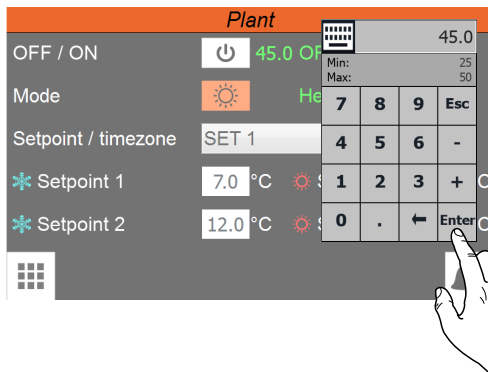 Plant
OFF / ON 45.0 OF
Mode He
Setpoint / timezone SET 1
Setpoint 1 7.0 °C
Setpoint 2 12.0 °C
45.0
Min: 25
Max: 50
7 8 9 Esc
4 5 6 -
1 2 3 +
0 . Enter